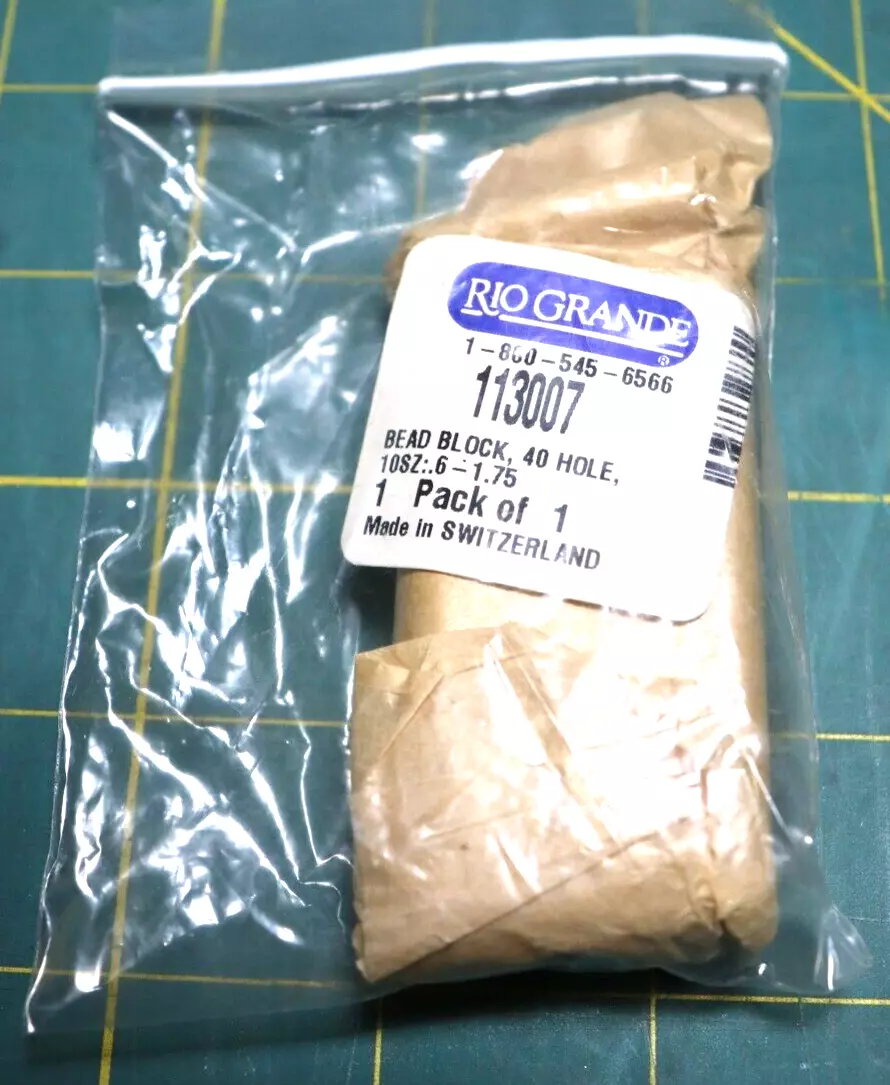 RIO GRANDE
®
1-800-545-6566
113007
BEAD BLOCK, 40 HOLE,
10SZ:.6-1.75
1 Pack of 1
Made in SWITZERLAND